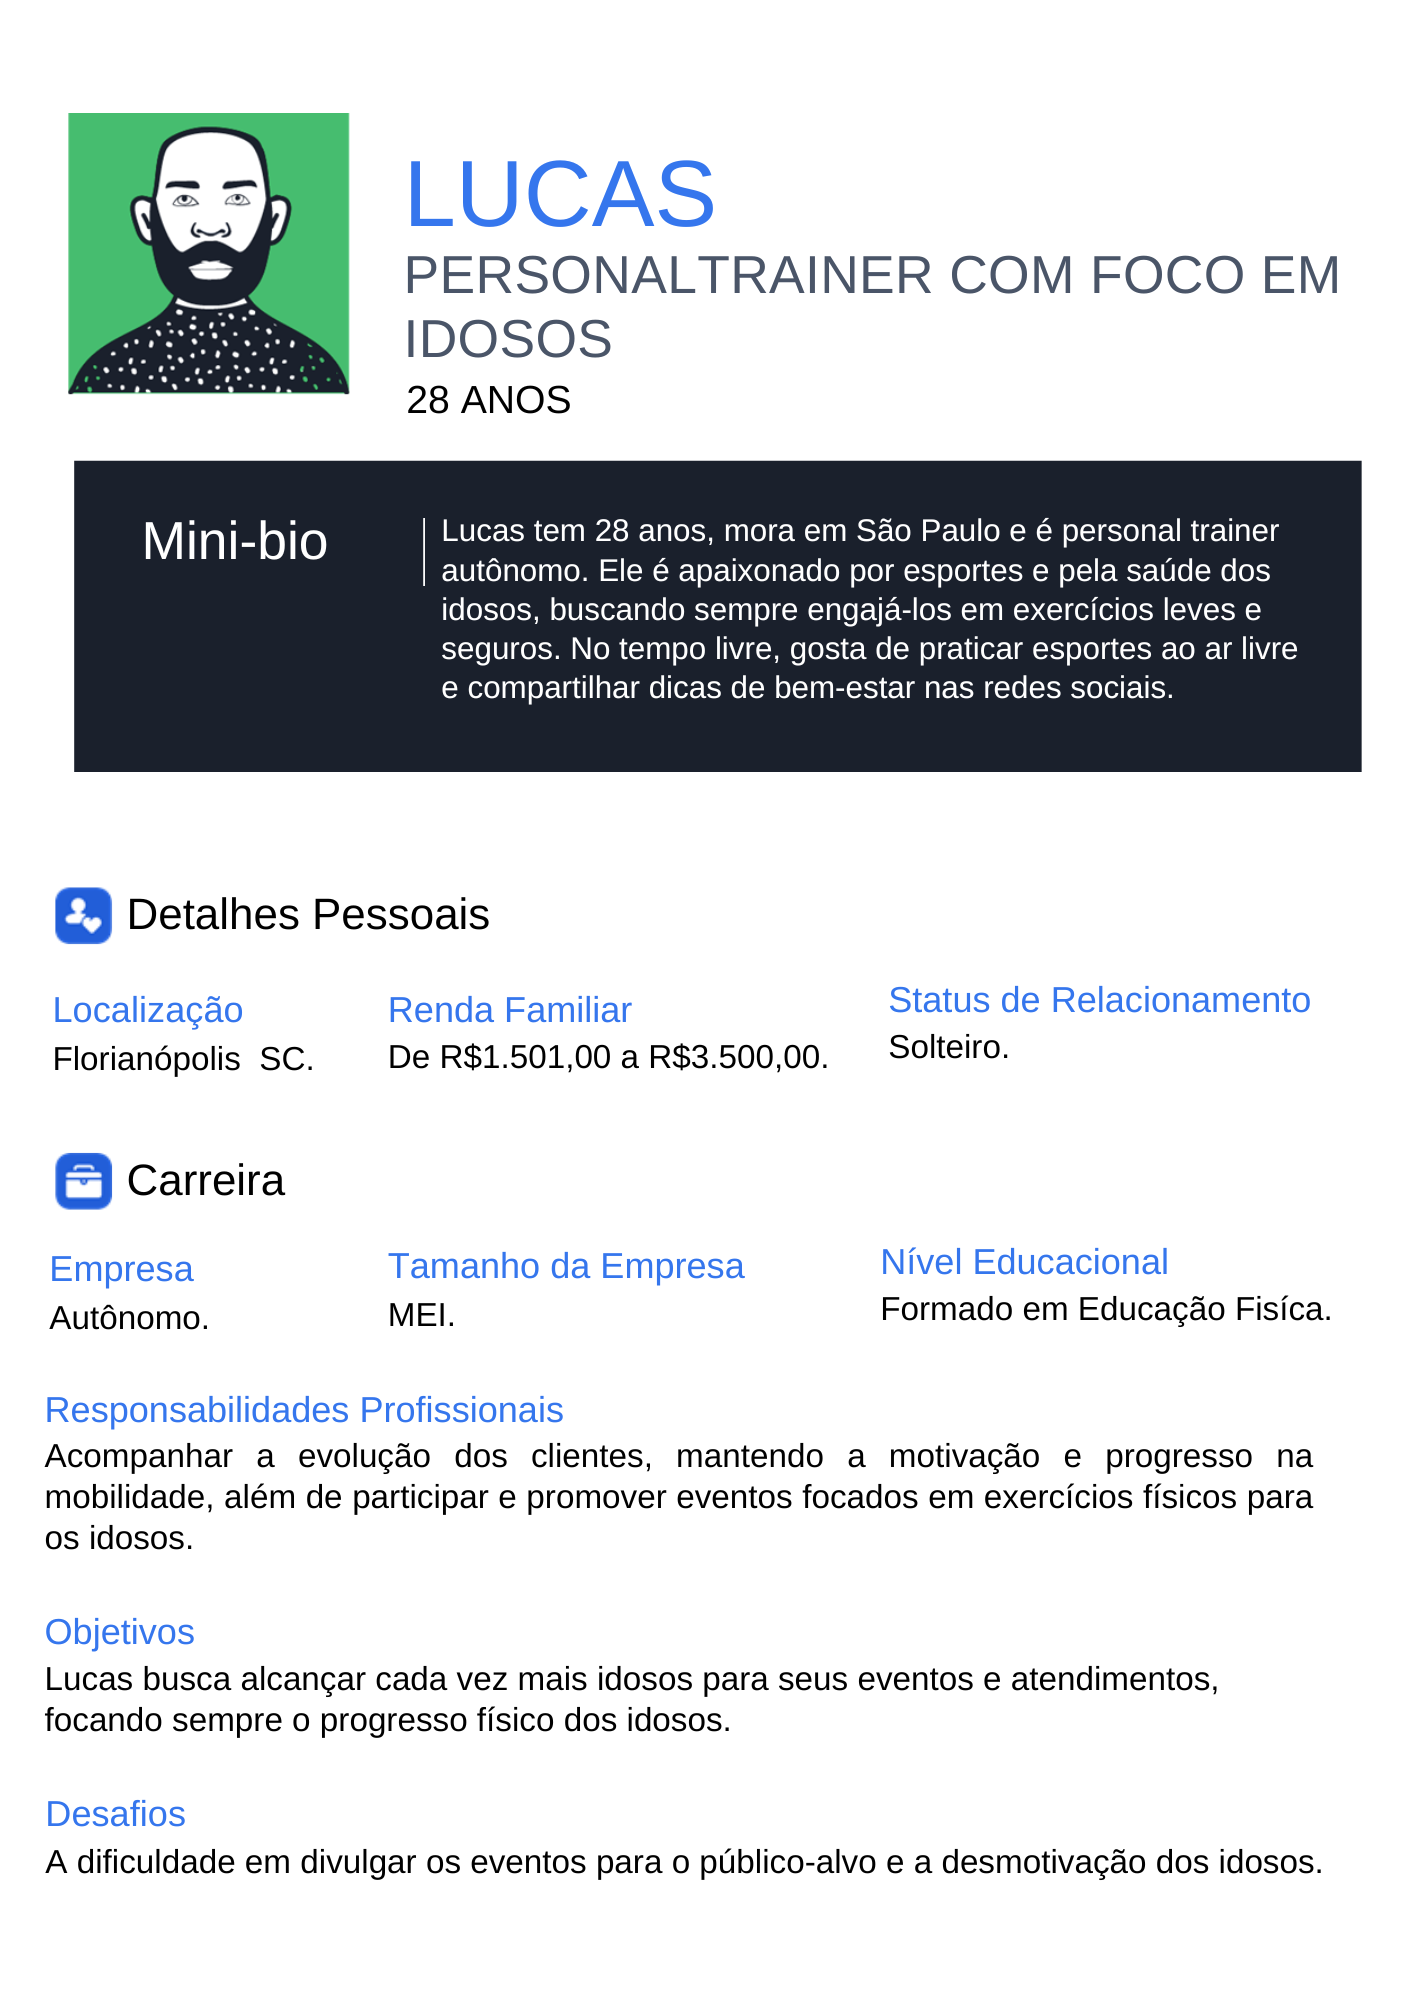 LUCAS
PERSONALTRAINER COM FOCO EM
IDOSOS
28 ANOS
Mini-bio
Lucas tem 28 anos, mora em São Paulo e é personal trainer
autônomo. Ele é apaixonado por esportes e pela saúde dos
idosos, buscando sempre engajá-los em exercícios leves e
seguros. No tempo livre, gosta de praticar esportes ao ar livre
e compartilhar dicas de bem-estar nas redes sociais.
Detalhes Pessoais
Localização
Florianópolis  SC.
Renda Familiar
De R$1.501,00 a R$3.500,00.
Status de Relacionamento
Solteiro.
Carreira
Empresa
Autônomo.
Tamanho da Empresa
MEI.
Nível Educacional
Formado em Educação Fisíca.
Responsabilidades Profissionais
Acompanhar a evolução dos clientes, mantendo a motivação e progresso na
mobilidade, além de participar e promover eventos focados em exercícios físicos para
os idosos.
Objetivos
Lucas busca alcançar cada vez mais idosos para seus eventos e atendimentos,
focando sempre o progresso físico dos idosos.
Desafios
A dificuldade em divulgar os eventos para o público-alvo e a desmotivação dos idosos.